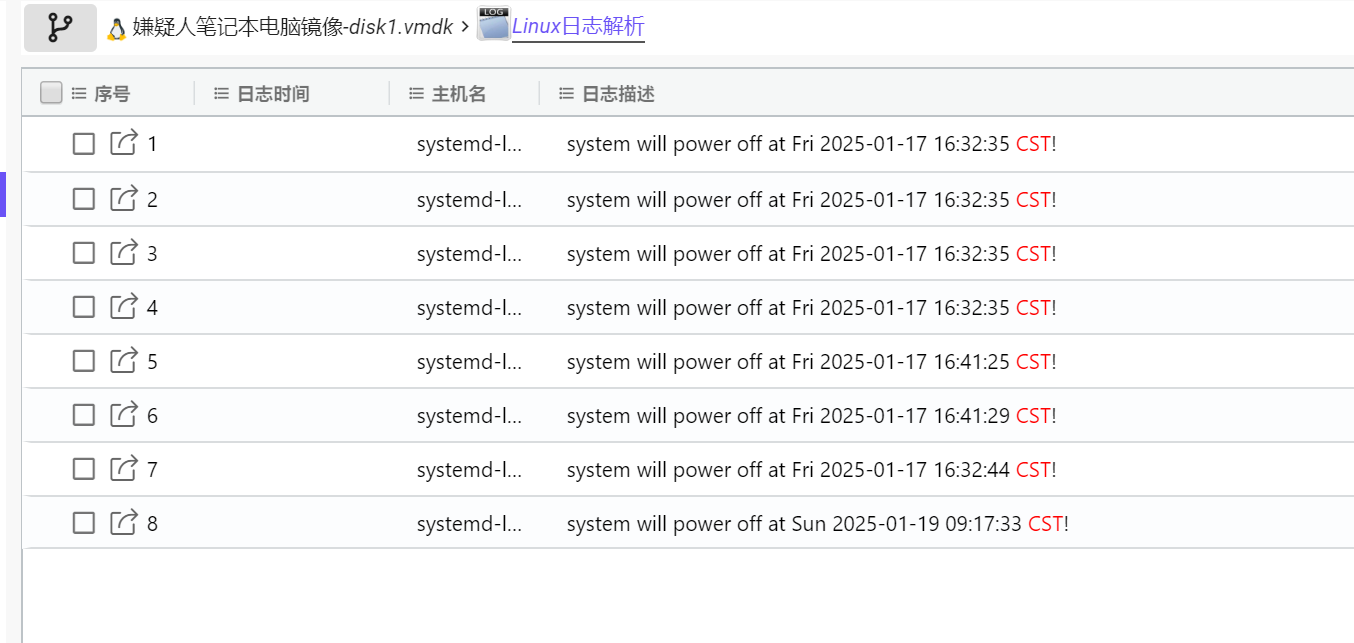 嫌疑人笔记本电脑镜像-disk1.vmdk > LOG Linux日志解析
序号 日志时间 主机名 日志描述
1 systemd-l... system will power off at Fri 2025-01-17 16:32:35 CST!
2 systemd-l... system will power off at Fri 2025-01-17 16:32:35 CST!
3 systemd-l... system will power off at Fri 2025-01-17 16:32:35 CST!
4 systemd-l... system will power off at Fri 2025-01-17 16:32:35 CST!
5 systemd-l... system will power off at Fri 2025-01-17 16:41:25 CST!
6 systemd-l... system will power off at Fri 2025-01-17 16:41:29 CST!
7 systemd-l... system will power off at Fri 2025-01-17 16:32:44 CST!
8 systemd-l... system will power off at Sun 2025-01-19 09:17:33 CST!